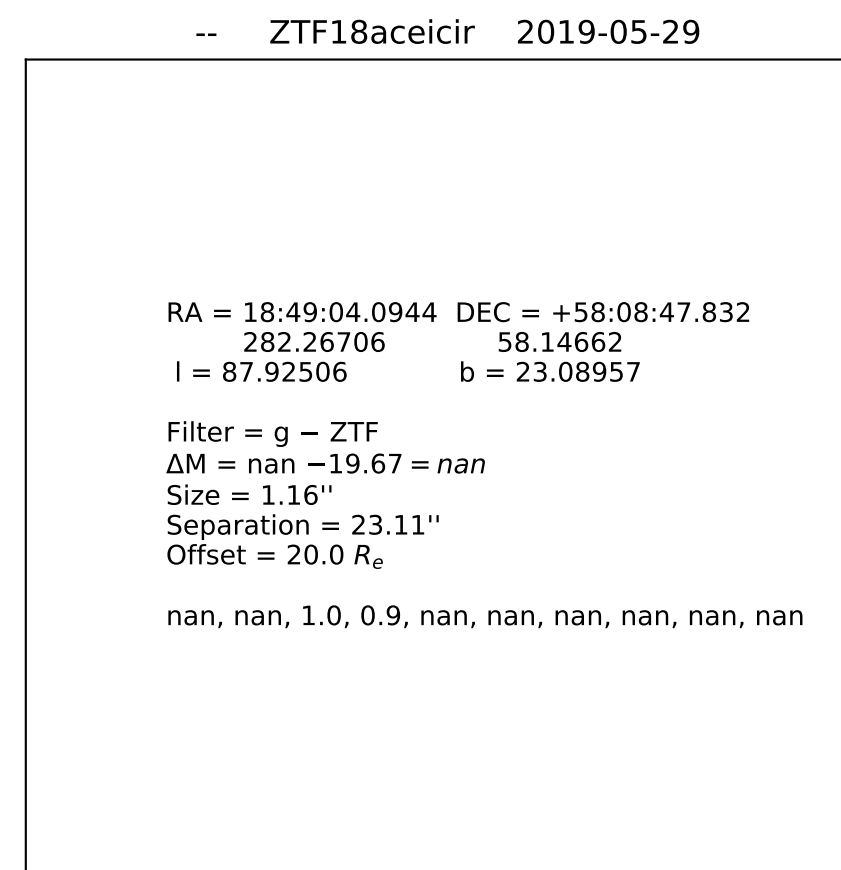 -- ZTF18aceicir 2019-05-29
RA = 18:49:04.0944 DEC = +58:08:47.832
282.26706 58.14662
l = 87.92506 b = 23.08957
Filter = g − ZTF
ΔM = nan −19.67 = nan
Size = 1.16''
Separation = 23.11''
Offset = 20.0 Re
nan, nan, 1.0, 0.9, nan, nan, nan, nan, nan, nan